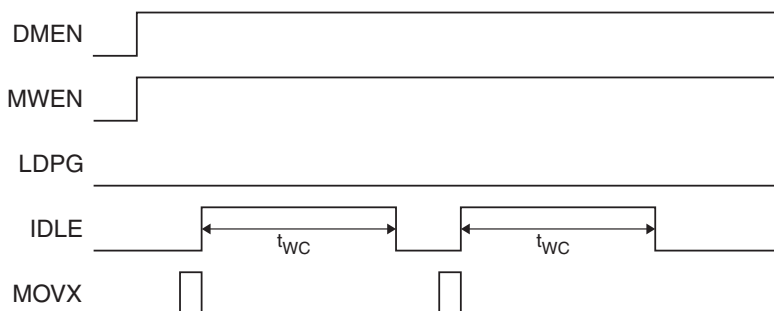 DMEN
MWEN
LDPG
IDLE
tWC tWC
MOVX